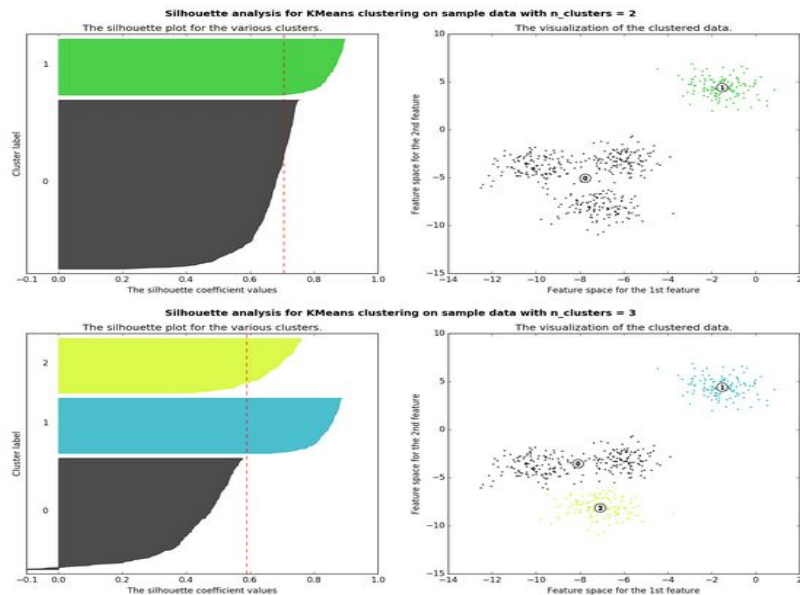 Silhouette analysis for KMeans clustering on sample data with n_clusters = 2
The silhouette plot for the various clusters.
Cluster label
1
0
−0.1 0.0 0.2 0.4 0.6 0.8 1.0
The silhouette coefficient values
The visualization of the clustered data.
Feature space for the 2nd feature
10
5
0
−5
−10
−15
1
0
−14 −12 −10 −8 −6 −4 −2 0 2
Feature space for the 1st feature
Silhouette analysis for KMeans clustering on sample data with n_clusters = 3
The silhouette plot for the various clusters.
Cluster label
2
1
0
−0.1 0.0 0.2 0.4 0.6 0.8 1.0
The silhouette coefficient values
The visualization of the clustered data.
Feature space for the 2nd feature
10
5
0
−5
−10
−15
1
0
2
−14 −12 −10 −8 −6 −4 −2 0 2
Feature space for the 1st feature